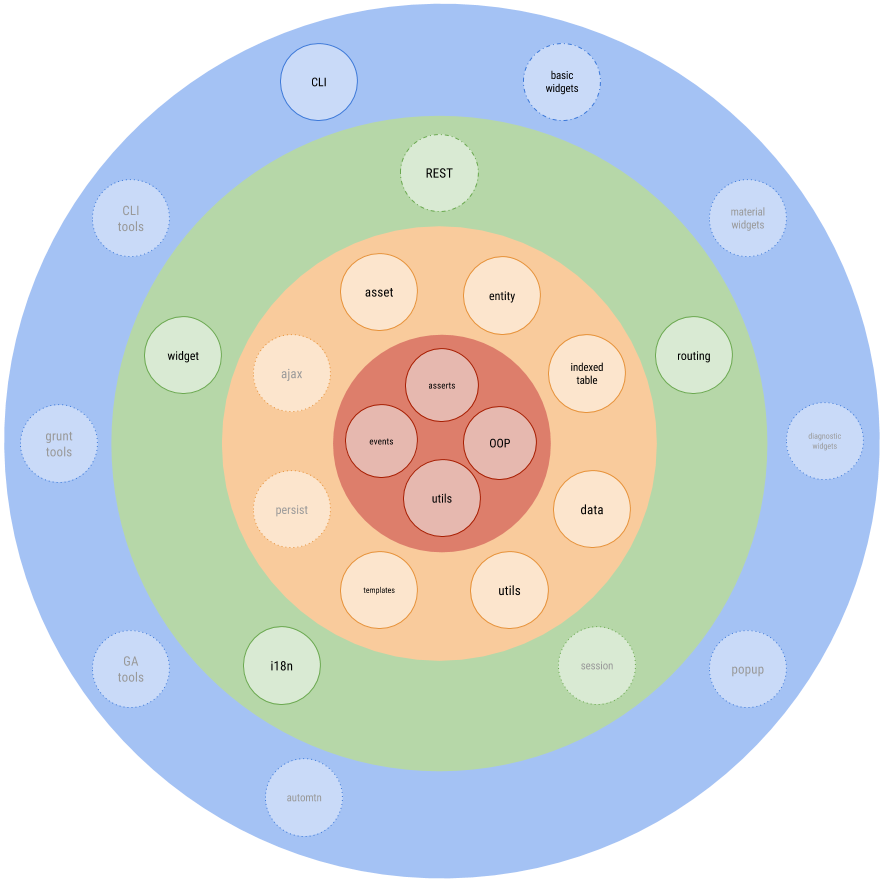 CLI
basic
widgets
REST
CLI
tools
material
widgets
asset
entity
widget
routing
ajax
indexed
table
asserts
events
OOP
grunt
tools
diagnostic
widgets
utils
persist
data
templates
utils
i18n
session
GA
tools
popup
automtn